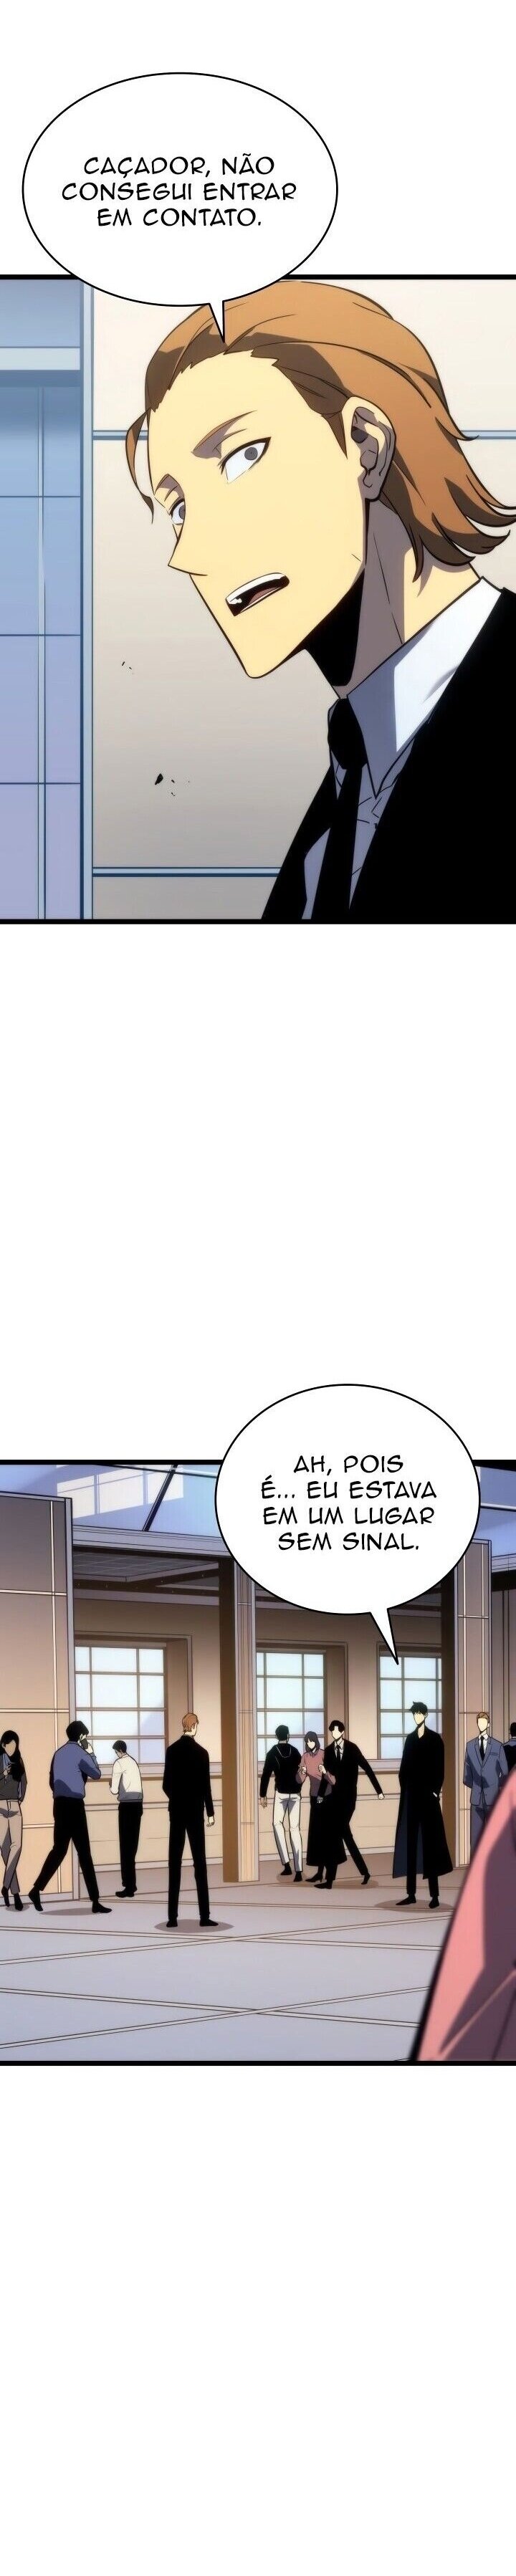 CAÇADOR, NÃO
CONSEGUI ENTRAR
EM CONTATO.
AH, POIS
É... EU ESTAVA
EM UM LUGAR
SEM SINAL.